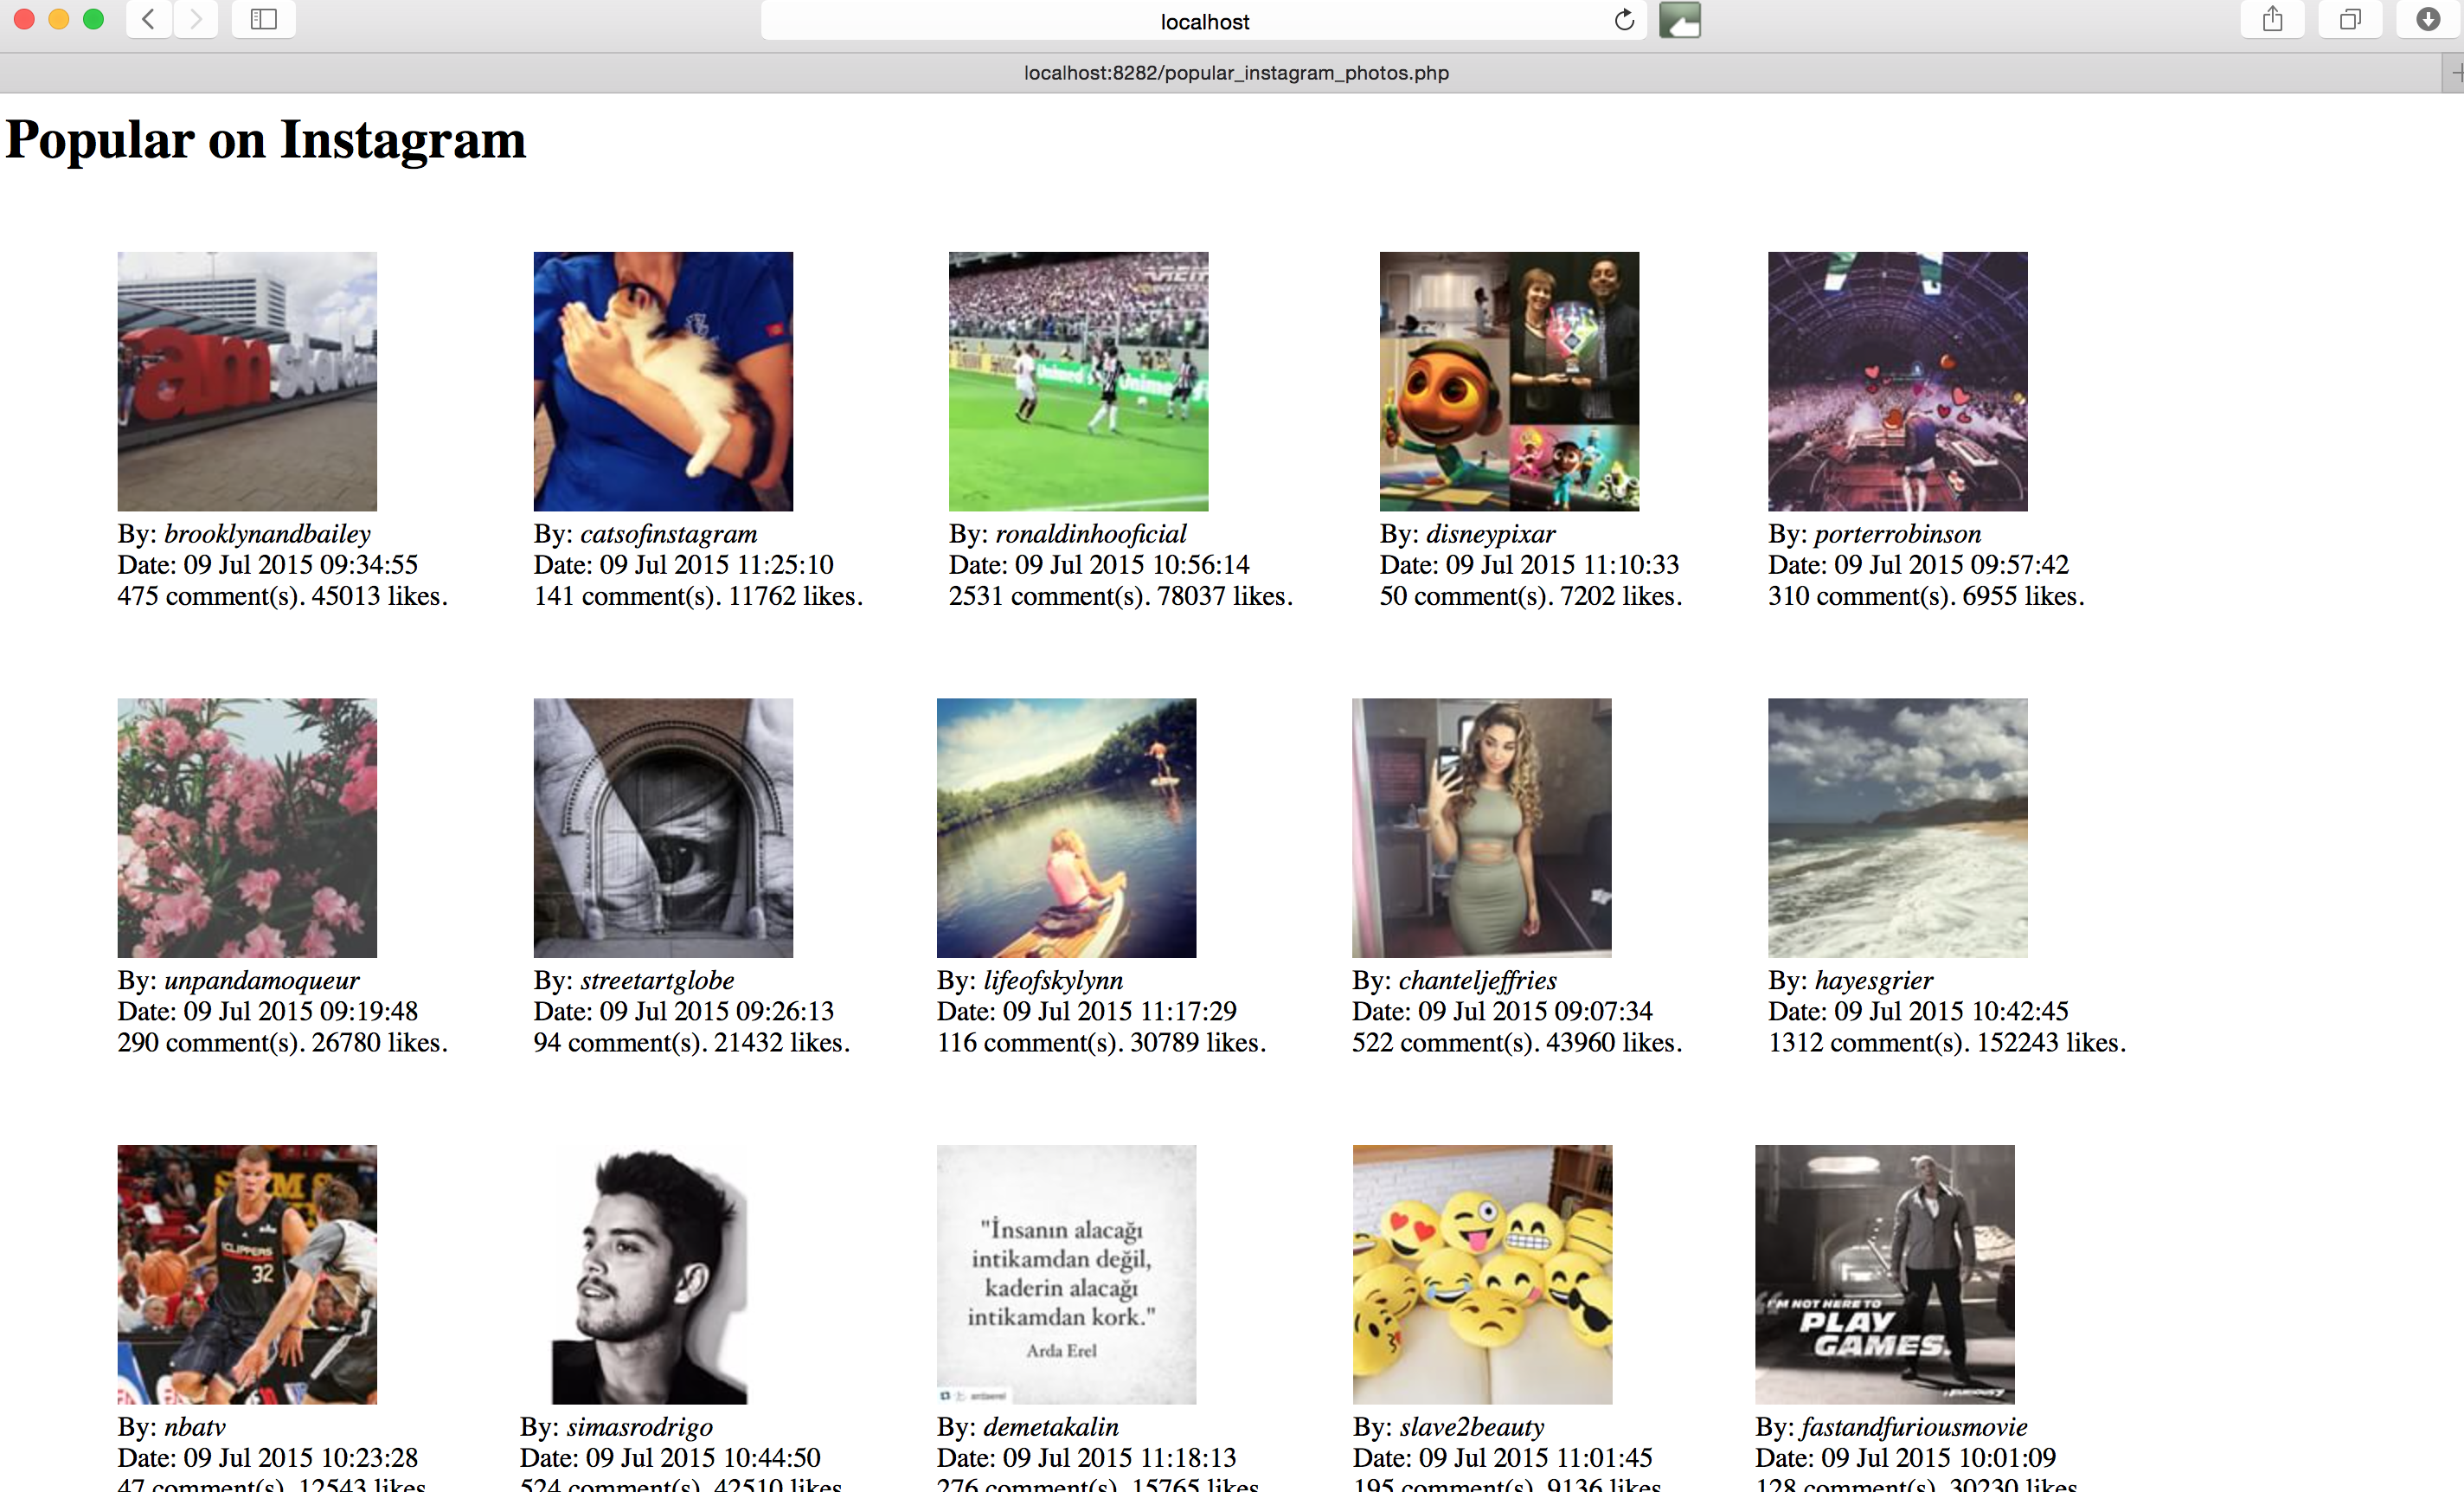 localhost
localhost:8282/popular_instagram_photos.php
Popular on Instagram
am
Unimed
By: brooklynandbailey
Date: 09 Jul 2015 09:34:55
475 comment(s). 45013 likes.
By: catsofinstagram
Date: 09 Jul 2015 11:25:10
141 comment(s). 11762 likes.
By: ronaldinhooficial
Date: 09 Jul 2015 10:56:14
2531 comment(s). 78037 likes.
By: disneypixar
Date: 09 Jul 2015 11:10:33
50 comment(s). 7202 likes.
By: porterrobinson
Date: 09 Jul 2015 09:57:42
310 comment(s). 6955 likes.
By: unpandamoqueur
Date: 09 Jul 2015 09:19:48
290 comment(s). 26780 likes.
By: streetartglobe
Date: 09 Jul 2015 09:26:13
94 comment(s). 21432 likes.
By: lifeofskylynn
Date: 09 Jul 2015 11:17:29
116 comment(s). 30789 likes.
By: chanteljeffries
Date: 09 Jul 2015 09:07:34
522 comment(s). 43960 likes.
By: hayesgrier
Date: 09 Jul 2015 10:42:45
1312 comment(s). 152243 likes.
CLIPPERS
32
By: nbatv
Date: 09 Jul 2015 10:23:28
47 comment(s). 12543 likes
By: simasrodrigo
Date: 09 Jul 2015 10:44:50
524 comment(s). 42510 likes
"İnsanın alacağı
intikamdan değil,
kaderin alacağı
intikamdan kork."
Arda Erel
By: demetakalin
Date: 09 Jul 2015 11:18:13
276 comment(s). 15765 likes
By: slave2beauty
Date: 09 Jul 2015 11:01:45
195 comment(s). 9136 likes
"I'M NOT HERE TO
PLAY
GAMES.
By: fastandfuriousmovie
Date: 09 Jul 2015 10:01:09
128 comment(s). 30230 likes